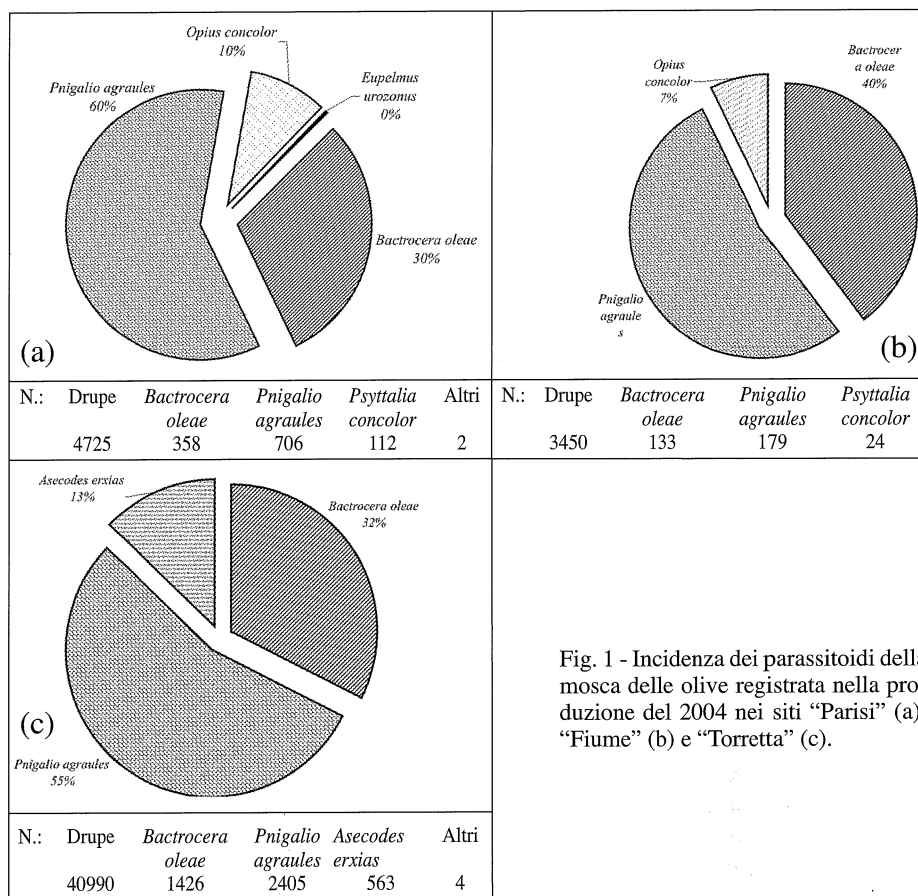 Opius concolor
10%
Eupelmus
urozonus
0%
Pnigalio agraules
60%
Bactrocera oleae
30%
(a)
Bactrocer
a oleae
40%
Opius
concolor
7%
Pnigalio
agraule
s
(b)
N.: Drupe Bactrocera Pnigalio Psyttalia Altri
oleae agraules concolor
4725 358 706 112 2
N.: Drupe Bactrocera Pnigalio Psyttalia
oleae agraules concolor
3450 133 179 24
Asecodes erxias
13%
Bactrocera oleae
32%
(c)
Pnigalio agraules
55%
N.: Drupe Bactrocera Pnigalio Asecodes Altri
oleae agraules erxias
40990 1426 2405 563 4
Fig. 1 - Incidenza dei parassitoidi della
mosca delle olive registrata nella pro-
duzione del 2004 nei siti “Parisi” (a)
“Fiume” (b) e “Torretta” (c).